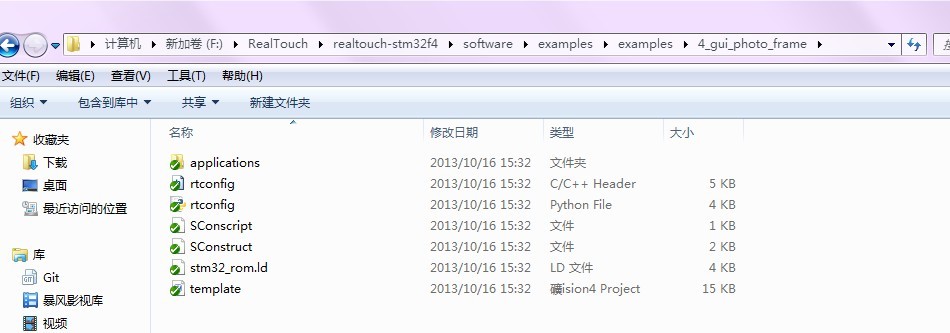 计算机 新加卷 (F:) RealTouch realtouch-stm32f4 software examples examples 4_gui_photo_frame
文件(F) 编辑(E) 查看(V) 工具(T) 帮助(H)
组织 包含到库中 共享 新建文件夹
名称 修改日期 类型 大小
收藏夹
下载
桌面
最近访问的位置
库
Git
暴风影视库
视频
applications 2013/10/16 15:32 文件夹
rtconfig 2013/10/16 15:32 C/C++ Header 5 KB
rtconfig 2013/10/16 15:32 Python File 4 KB
SConscript 2013/10/16 15:32 文件 1 KB
SConstruct 2013/10/16 15:32 文件 2 KB
stm32_rom.ld 2013/10/16 15:32 LD 文件 4 KB
template 2013/10/16 15:32 礦ision4 Project 15 KB